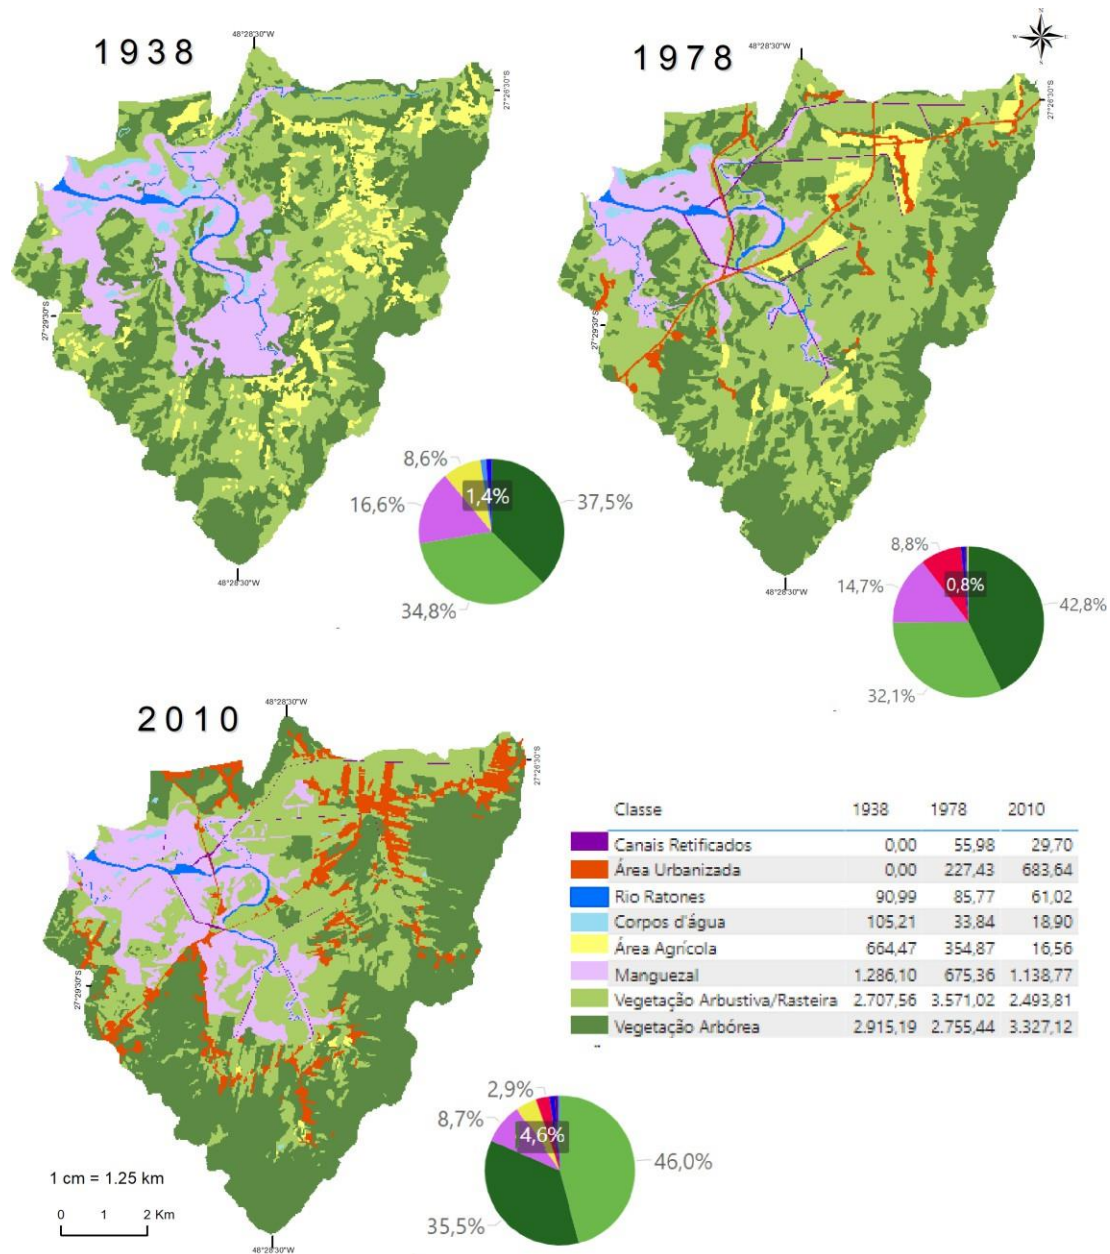 1938
48°28'30"W
27°26'30"S
27°29'30"S
48°28'30"W
8,6%
1,4%
16,6%
37,5%
34,8%
1978
48°28'30"W
N
W
E
S
27°26'30"S
27°29'30"S
48°28'30"W
8,8%
0,8%
14,7%
42,8%
32,1%
2010
48°28'30"W
27°26'30"S
27°29'30"S
48°28'30"W
2,9%
8,7%
4,6%
46,0%
35,5%
1 cm = 1.25 km
0 1 2 Km
Classe 1938 1978 2010
Canais Retificados 0,00 55,98 29,70
Área Urbanizada 0,00 227,43 683,64
Rio Ratones 90,99 85,77 61,02
Corpos d'água 105,21 33,84 18,90
Área Agrícola 664,47 354,87 16,56
Manguezal 1.286,10 675,36 1.138,77
Vegetação Arbustiva/Rasteira 2.707,56 3.571,02 2.493,81
Vegetação Arbórea 2.915,19 2.755,44 3.327,12